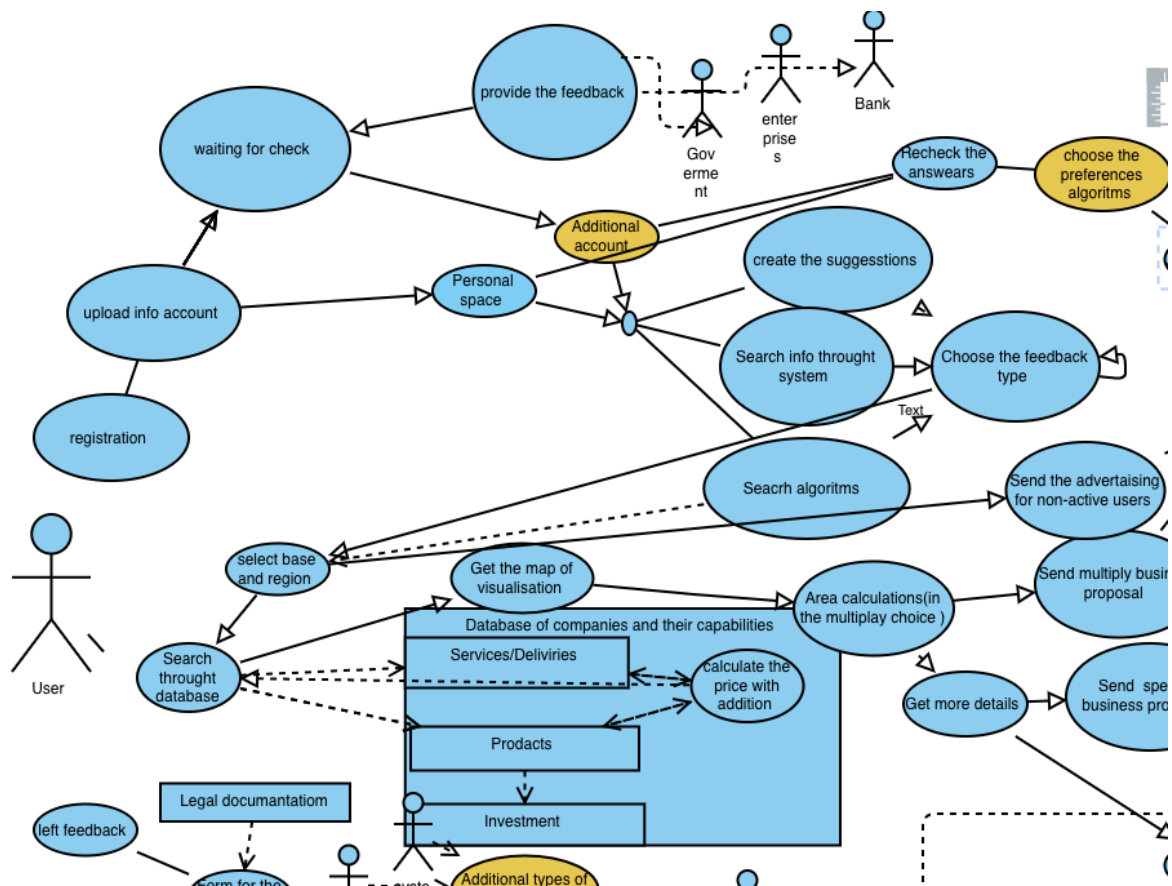 provide the feedback
waiting for check
Gov
erme
nt
enter
prise
s
Bank
Recheck the
answears
choose the
preferences
algoritms
Additional
account
create the suggesstions
Personal
space
upload info account
Search info throught
system
Choose the feedback
type
Text
registration
Seacrh algoritms
Send the advertaising
for non-active users
select base
and region
Get the map of
visualisation
Area calculations(in
the multiplay choice )
Send multiply busin
proposal
Database of companies and their capabilities
Services/Deliviries
calculate the
price with
addition
User
Search
throught
database
Get more details
Send spe
business pro
Prodacts
Legal documantatiom
Investment
left feedback
Form for the
Additional types of